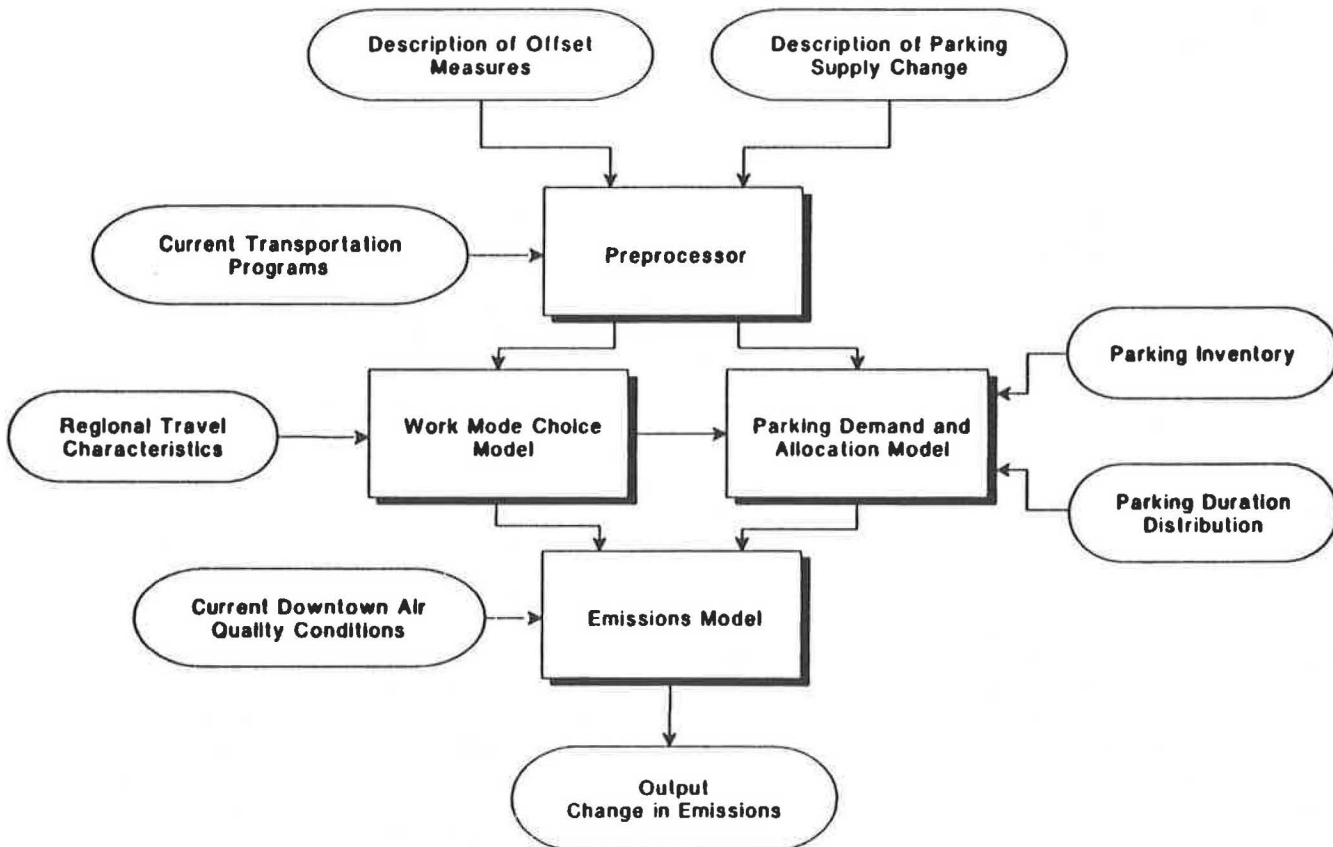 Description of Offset
Measures
Description of Parking
Supply Change
Current Transportation
Programs
Preprocessor
Parking Inventory
Regional Travel
Characteristics
Work Mode Choice
Model
Parking Demand and
Allocation Model
Parking Duration
Distribution
Current Downtown Air
Quality Conditions
Emissions Model
Output
Change in Emissions